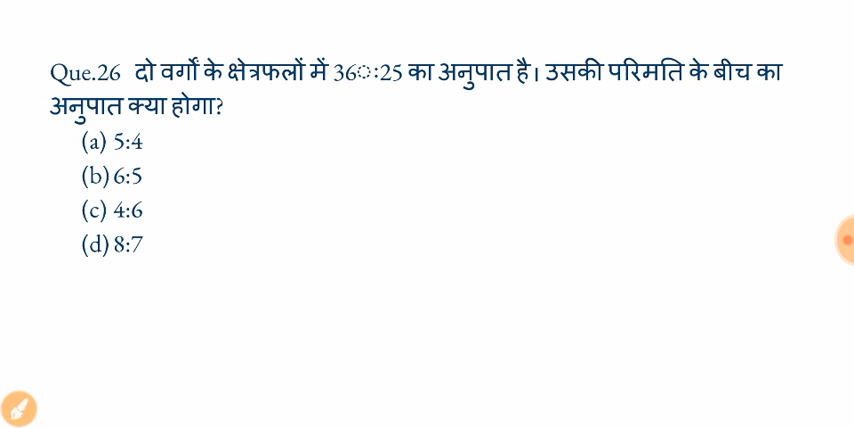 Que.26 दो वर्गों के क्षेत्रफलों में 36ः:25 का अनुपात है। उसकी परिमति के बीच का
अनुपात क्या होगा?
(a) 5:4
(b) 6:5
(c) 4:6
(d) 8:7